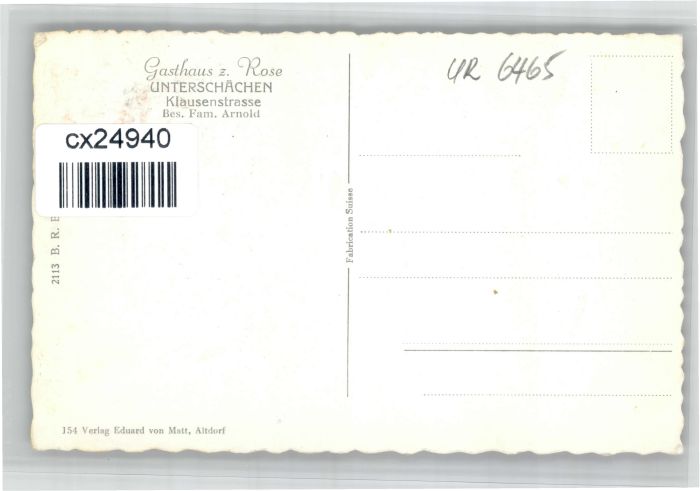 Gasthaus z. Rose
UNTERSCHÄCHEN
Klausenstrasse
Bes. Fam. Arnold
UR 6465
cx24940
2113 B. R.
Fabrication Suisse
154 Verlag Eduard von Matt, Altdorf